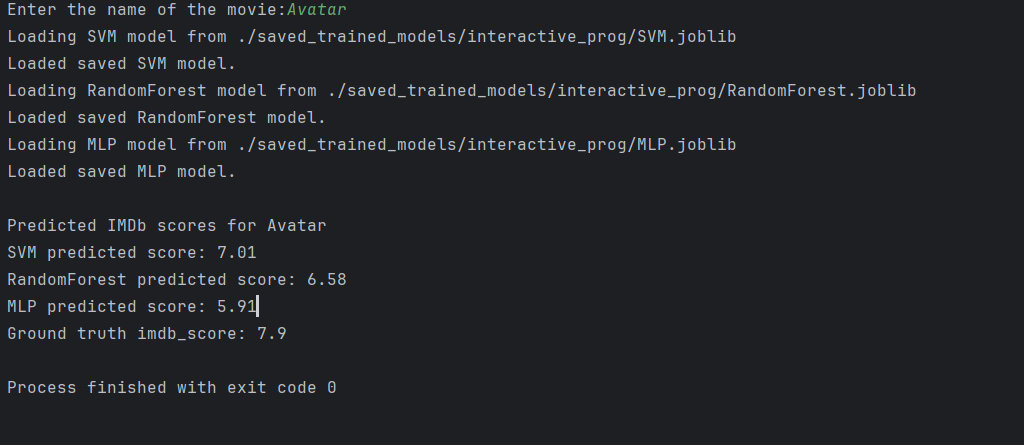 Enter the name of the movie:Avatar
Loading SVM model from ./saved_trained_models/interactive_prog/SVM.joblib
Loaded saved SVM model.
Loading RandomForest model from ./saved_trained_models/interactive_prog/RandomForest.joblib
Loaded saved RandomForest model.
Loading MLP model from ./saved_trained_models/interactive_prog/MLP.joblib
Loaded saved MLP model.
Predicted IMDb scores for Avatar
SVM predicted score: 7.01
RandomForest predicted score: 6.58
MLP predicted score: 5.91
Ground truth imdb_score: 7.9
Process finished with exit code 0